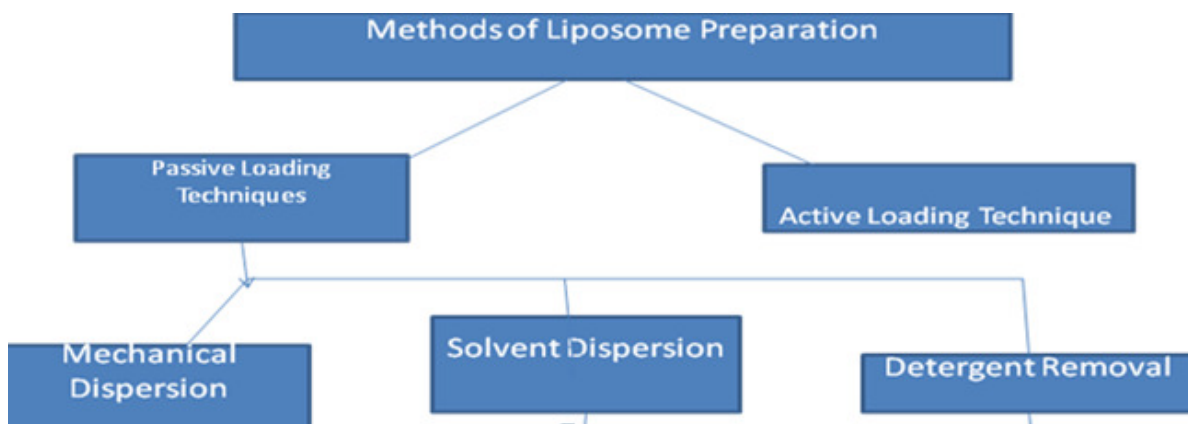 Methods of Liposome Preparation
Passive Loading
Techniques
Active Loading Technique
Mechanical
Dispersion
Solvent Dispersion
Detergent Removal